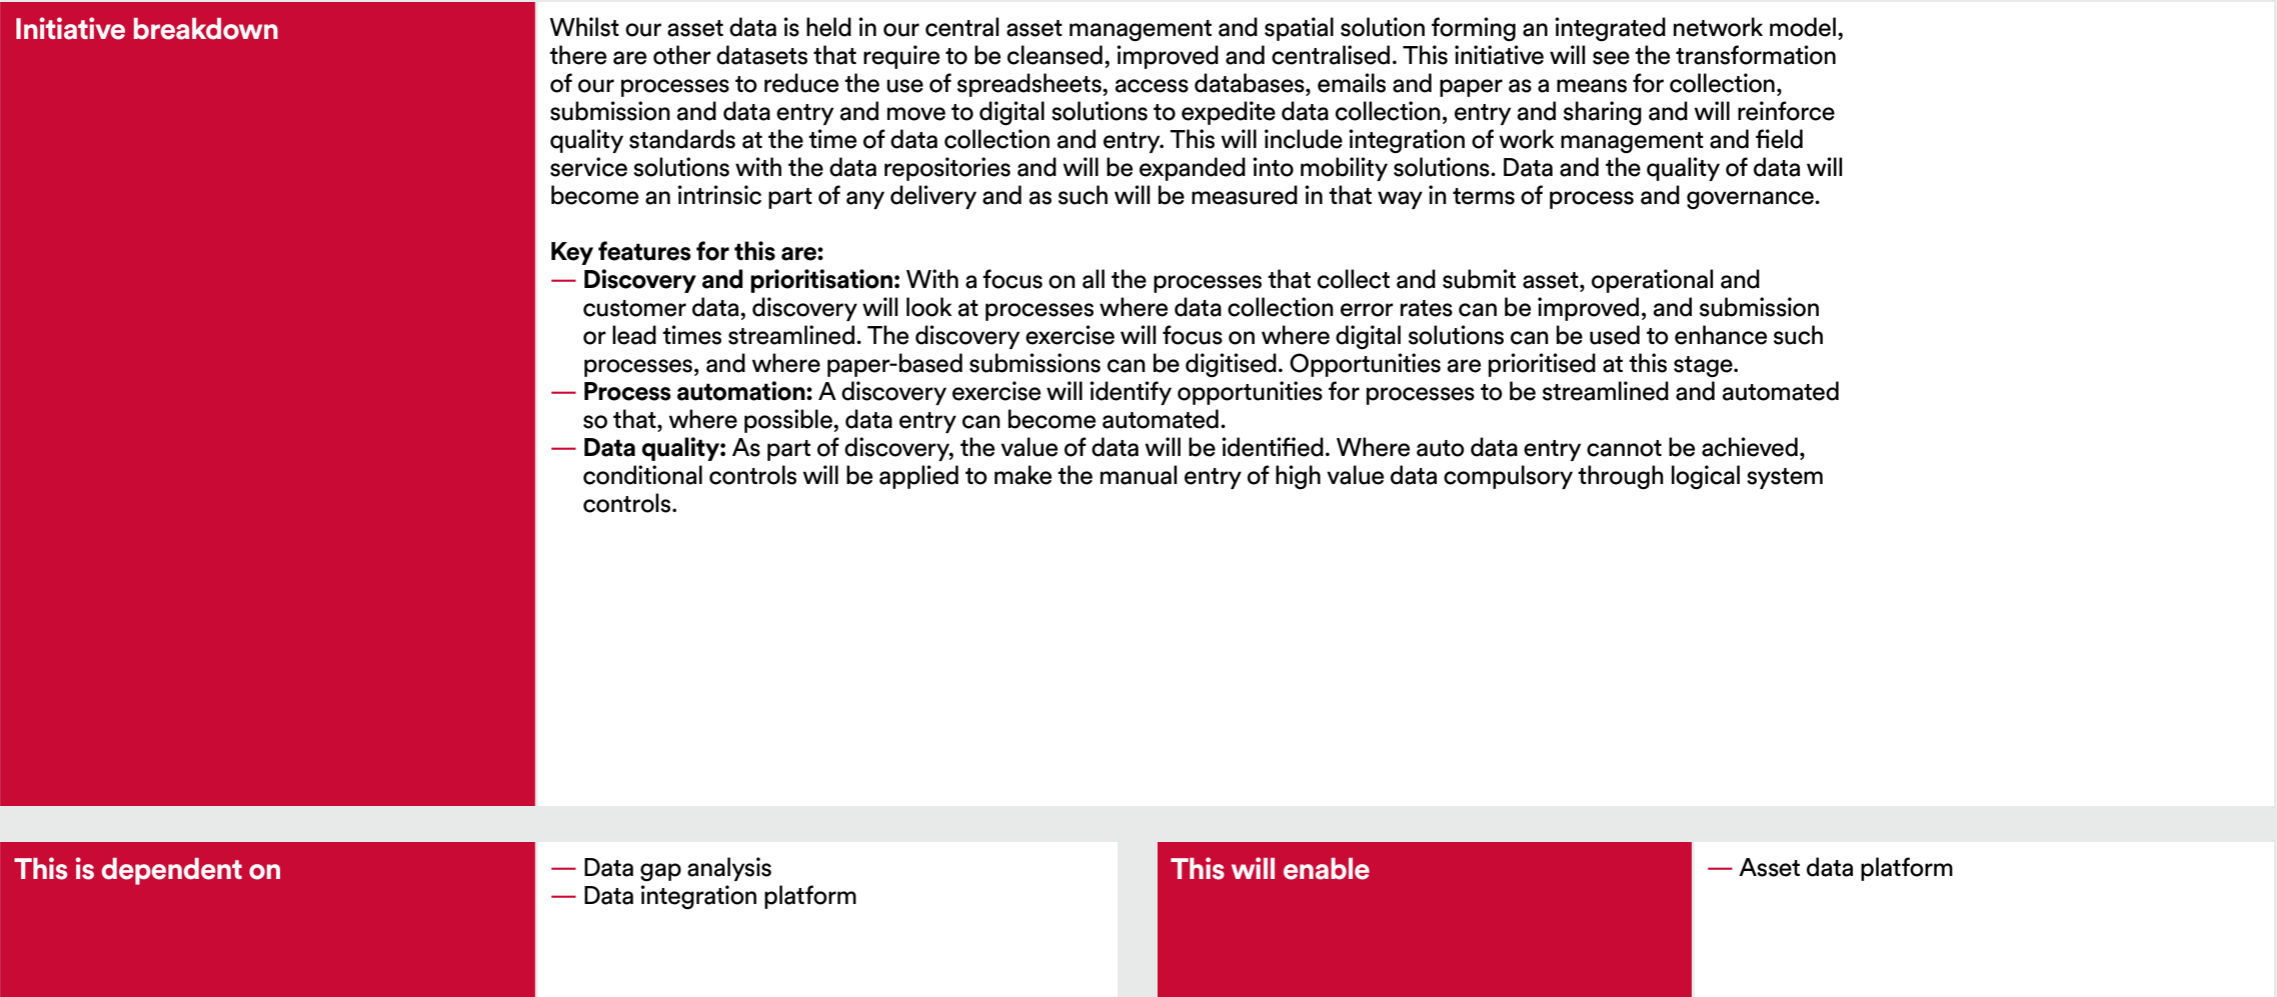 Initiative breakdown
Whilst our asset data is held in our central asset management and spatial solution forming an integrated network model,
there are other datasets that require to be cleansed, improved and centralised. This initiative will see the transformation
of our processes to reduce the use of spreadsheets, access databases, emails and paper as a means for collection,
submission and data entry and move to digital solutions to expedite data collection, entry and sharing and will reinforce
quality standards at the time of data collection and entry. This will include integration of work management and field
service solutions with the data repositories and will be expanded into mobility solutions. Data and the quality of data will
become an intrinsic part of any delivery and as such will be measured in that way in terms of process and governance.
Key features for this are:
— Discovery and prioritisation: With a focus on all the processes that collect and submit asset, operational and
customer data, discovery will look at processes where data collection error rates can be improved, and submission
or lead times streamlined. The discovery exercise will focus on where digital solutions can be used to enhance such
processes, and where paper-based submissions can be digitised. Opportunities are prioritised at this stage.
— Process automation: A discovery exercise will identify opportunities for processes to be streamlined and automated
so that, where possible, data entry can become automated.
— Data quality: As part of discovery, the value of data will be identified. Where auto data entry cannot be achieved,
conditional controls will be applied to make the manual entry of high value data compulsory through logical system
controls.
This is dependent on
— Data gap analysis
— Data integration platform
This will enable
— Asset data platform